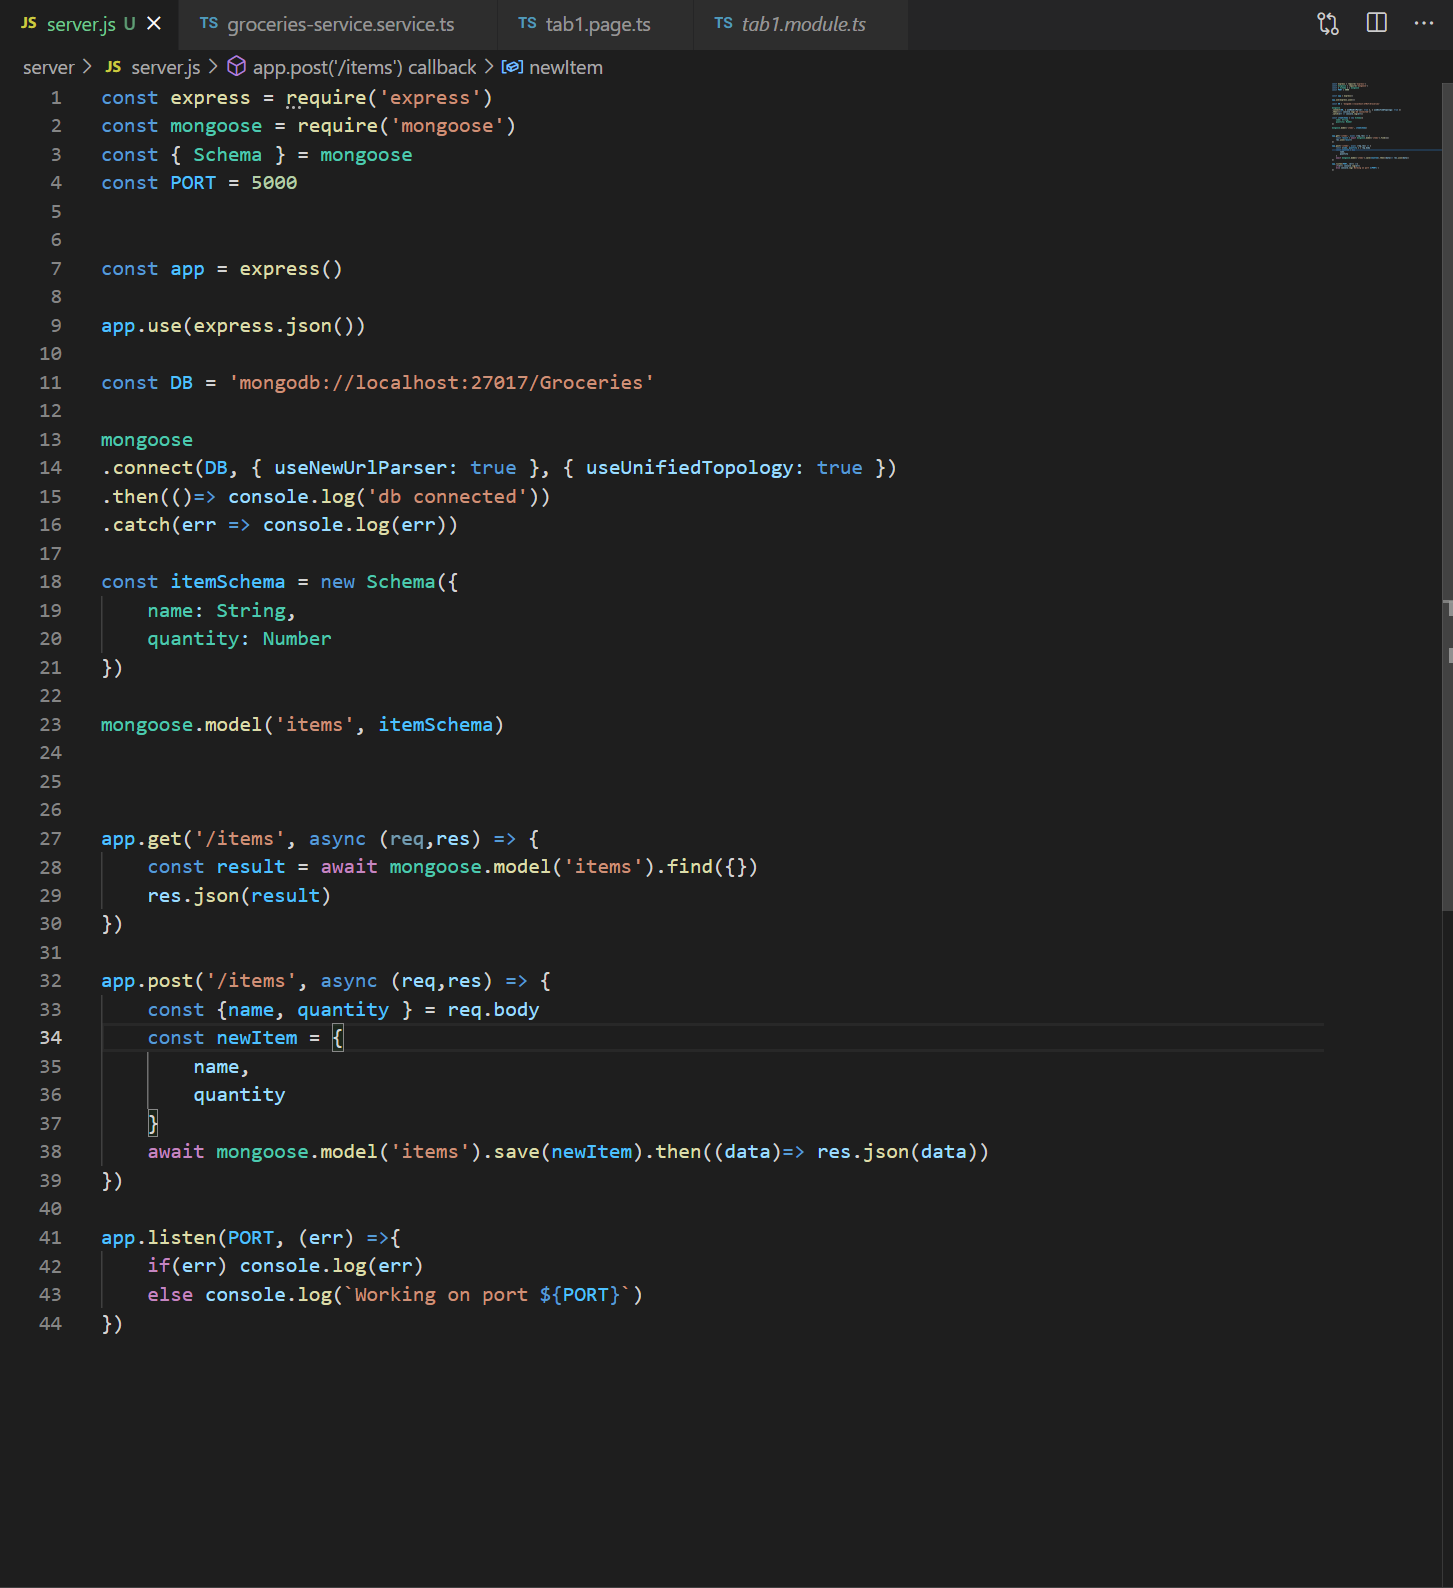 JS server.js U × TS groceries-service.service.ts TS tab1.page.ts TS tab1.module.ts
server > JS server.js > app.post('/items') callback > newItem
1 const express = require('express')
2 const mongoose = require('mongoose')
3 const { Schema } = mongoose
4 const PORT = 5000
5
6
7 const app = express()
8
9 app.use(express.json())
10
11 const DB = 'mongodb://localhost:27017/Groceries'
12
13 mongoose
14 .connect(DB, { useNewUrlParser: true }, { useUnifiedTopology: true })
15 .then(()=> console.log('db connected'))
16 .catch(err => console.log(err))
17
18 const itemSchema = new Schema({
19     name: String,
20     quantity: Number
21 })
22
23 mongoose.model('items', itemSchema)
24
25
26
27 app.get('/items', async (req,res) => {
28     const result = await mongoose.model('items').find({})
29     res.json(result)
30 })
31
32 app.post('/items', async (req,res) => {
33     const {name, quantity } = req.body
34     const newItem = {
35         name,
36         quantity
37     }
38     await mongoose.model('items').save(newItem).then((data)=> res.json(data))
39 })
40
41 app.listen(PORT, (err) =>{
42     if(err) console.log(err)
43     else console.log(`Working on port ${PORT}`)
44 })